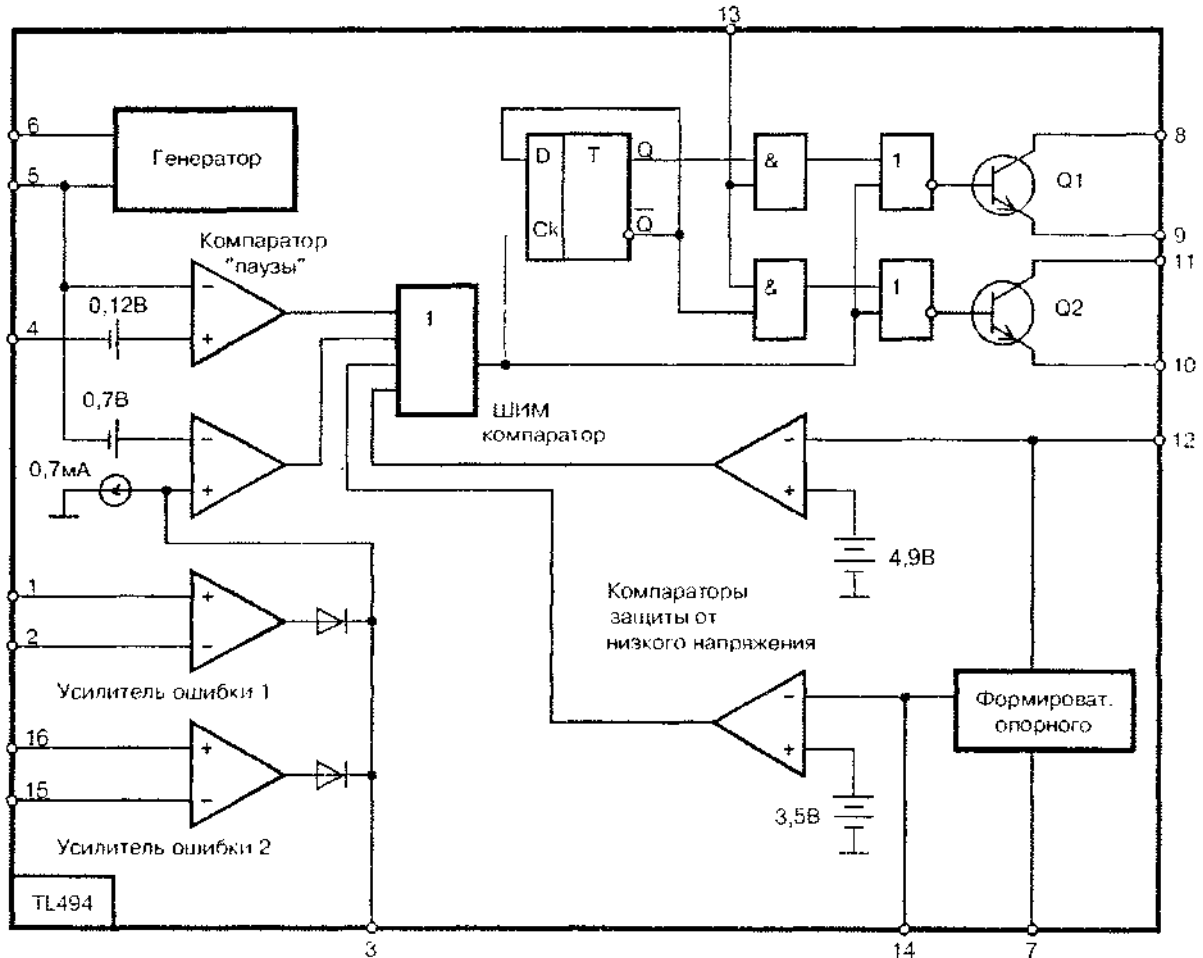 13
6
Генератор
5
D
T
Q
&
1
8
Q1
Ck
Q
9
Компаратор
"паузы"
11
0,12В
&
1
Q2
4
1
10
0,7В
ШИМ
компаратор
12
0,7мА
4,9В
1
2
Компараторы
защиты от
низкого напряжения
Усилитель ошибки 1
Формироват.
опорного
16
15
3,5В
Усилитель ошибки 2
TL494
3
14
7